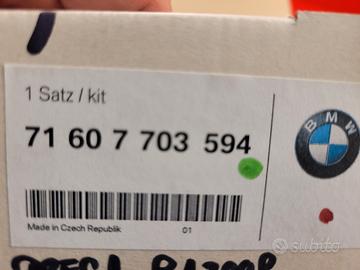 1 Satz / kit
71 60 7 703 594
BMW
Made in Czech Republik
01
subito